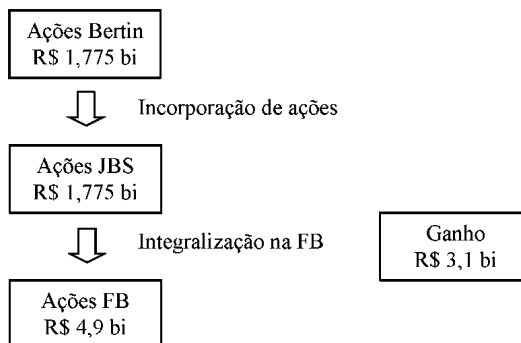 Ações Bertin
R$ 1,775 bi
Incorporação de ações
Ações JBS
R$ 1,775 bi
Integralização na FB
Ganho
R$ 3,1 bi
Ações FB
R$ 4,9 bi